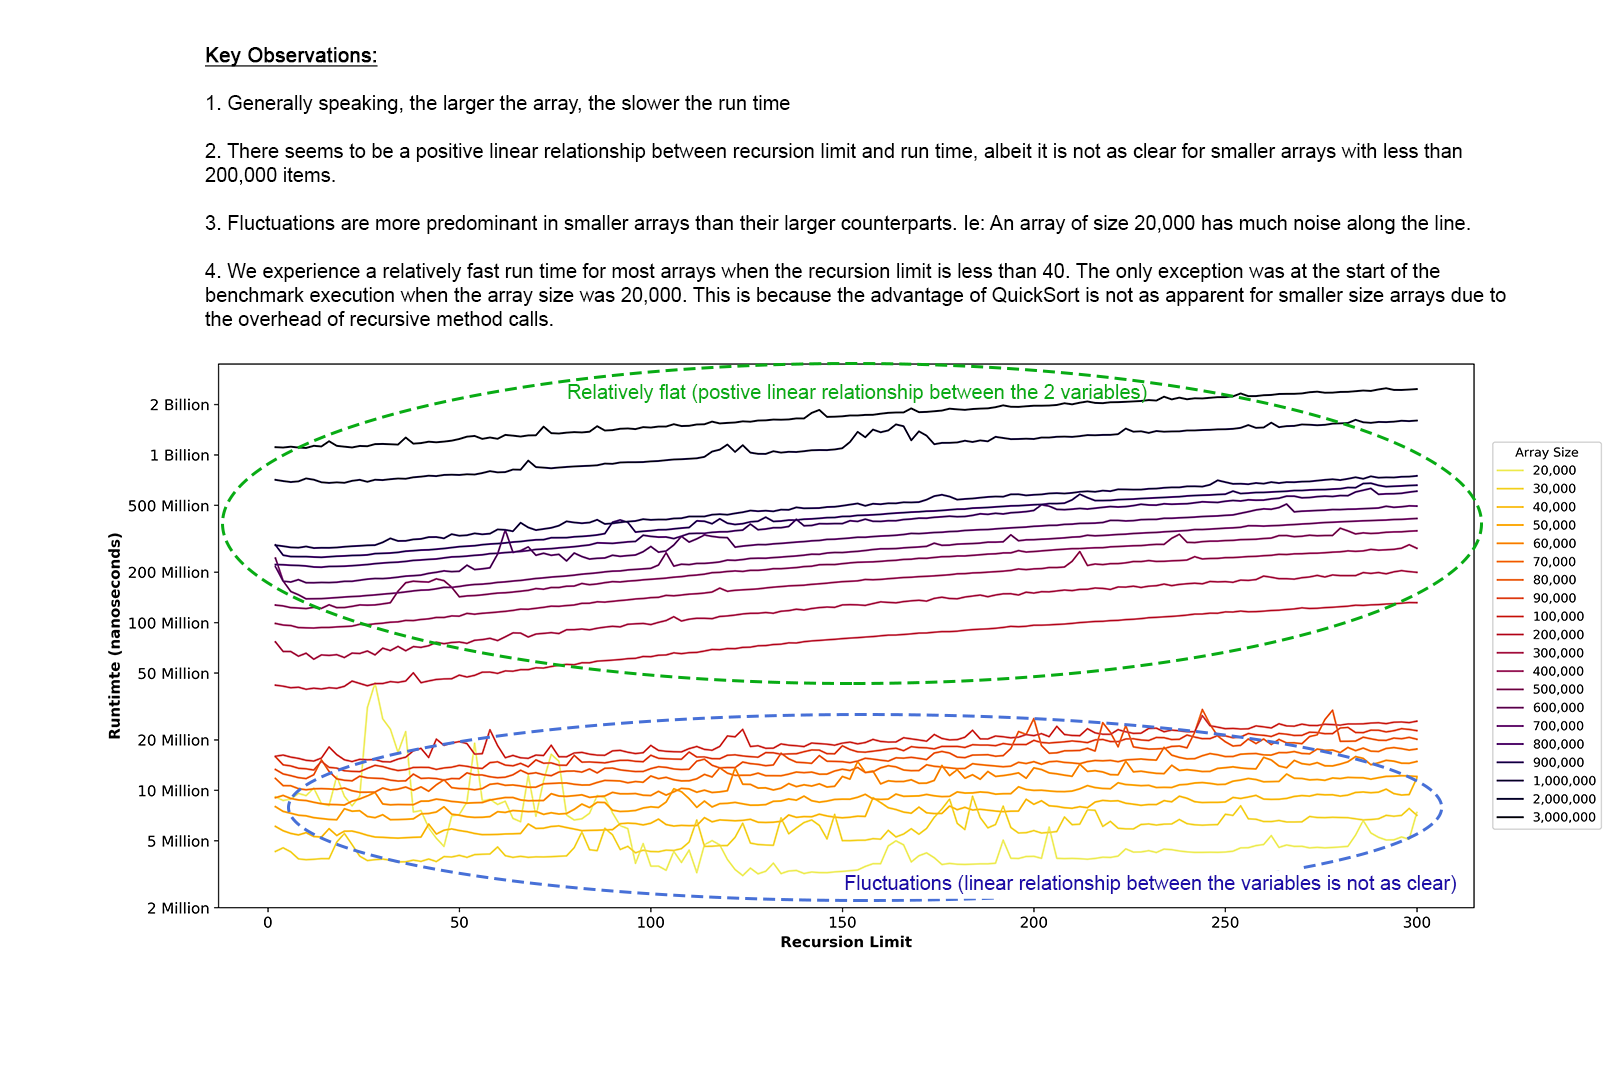 Key Observations:
1. Generally speaking, the larger the array, the slower the run time
2. There seems to be a positive linear relationship between recursion limit and run time, albeit it is not as clear for smaller arrays with less than
200,000 items.
3. Fluctuations are more predominant in smaller arrays than their larger counterparts. Ie: An array of size 20,000 has much noise along the line.
4. We experience a relatively fast run time for most arrays when the recursion limit is less than 40. The only exception was at the start of the
benchmark execution when the array size was 20,000. This is because the advantage of QuickSort is not as apparent for smaller size arrays due to
the overhead of recursive method calls.
Relatively flat (postive linear relationship between the 2 variables)
2 Billion
1 Billion
500 Million
200 Million
100 Million
50 Million
20 Million
10 Million
5 Million
2 Million
Runtimte (nanoseconds)
Fluctuations (linear relationship between the variables is not as clear)
0
50
100
150
200
250
300
Recursion Limit
Array Size
20,000
30,000
40,000
50,000
60,000
70,000
80,000
90,000
100,000
200,000
300,000
400,000
500,000
600,000
700,000
800,000
900,000
1,000,000
2,000,000
3,000,000